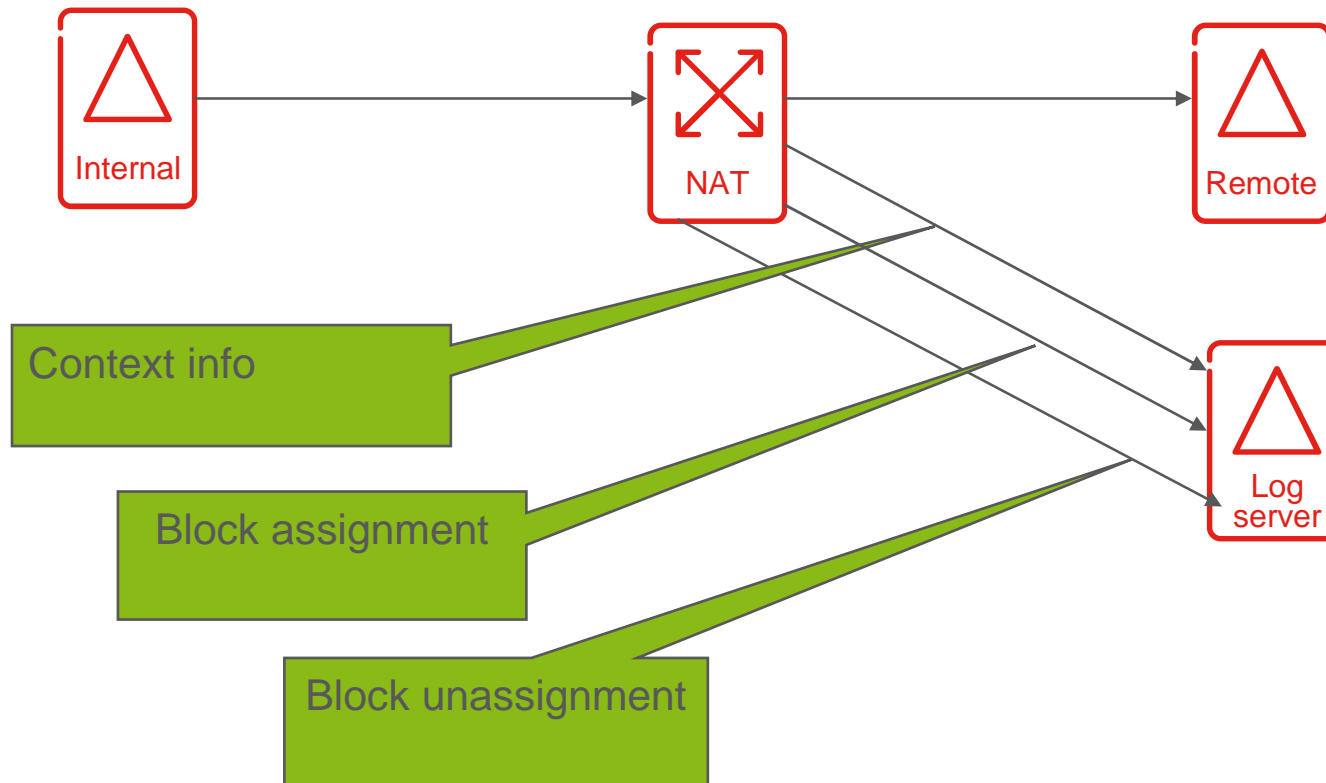 Internal
NAT
Remote
Context info
Block assignment
Log
server
Block unassignment